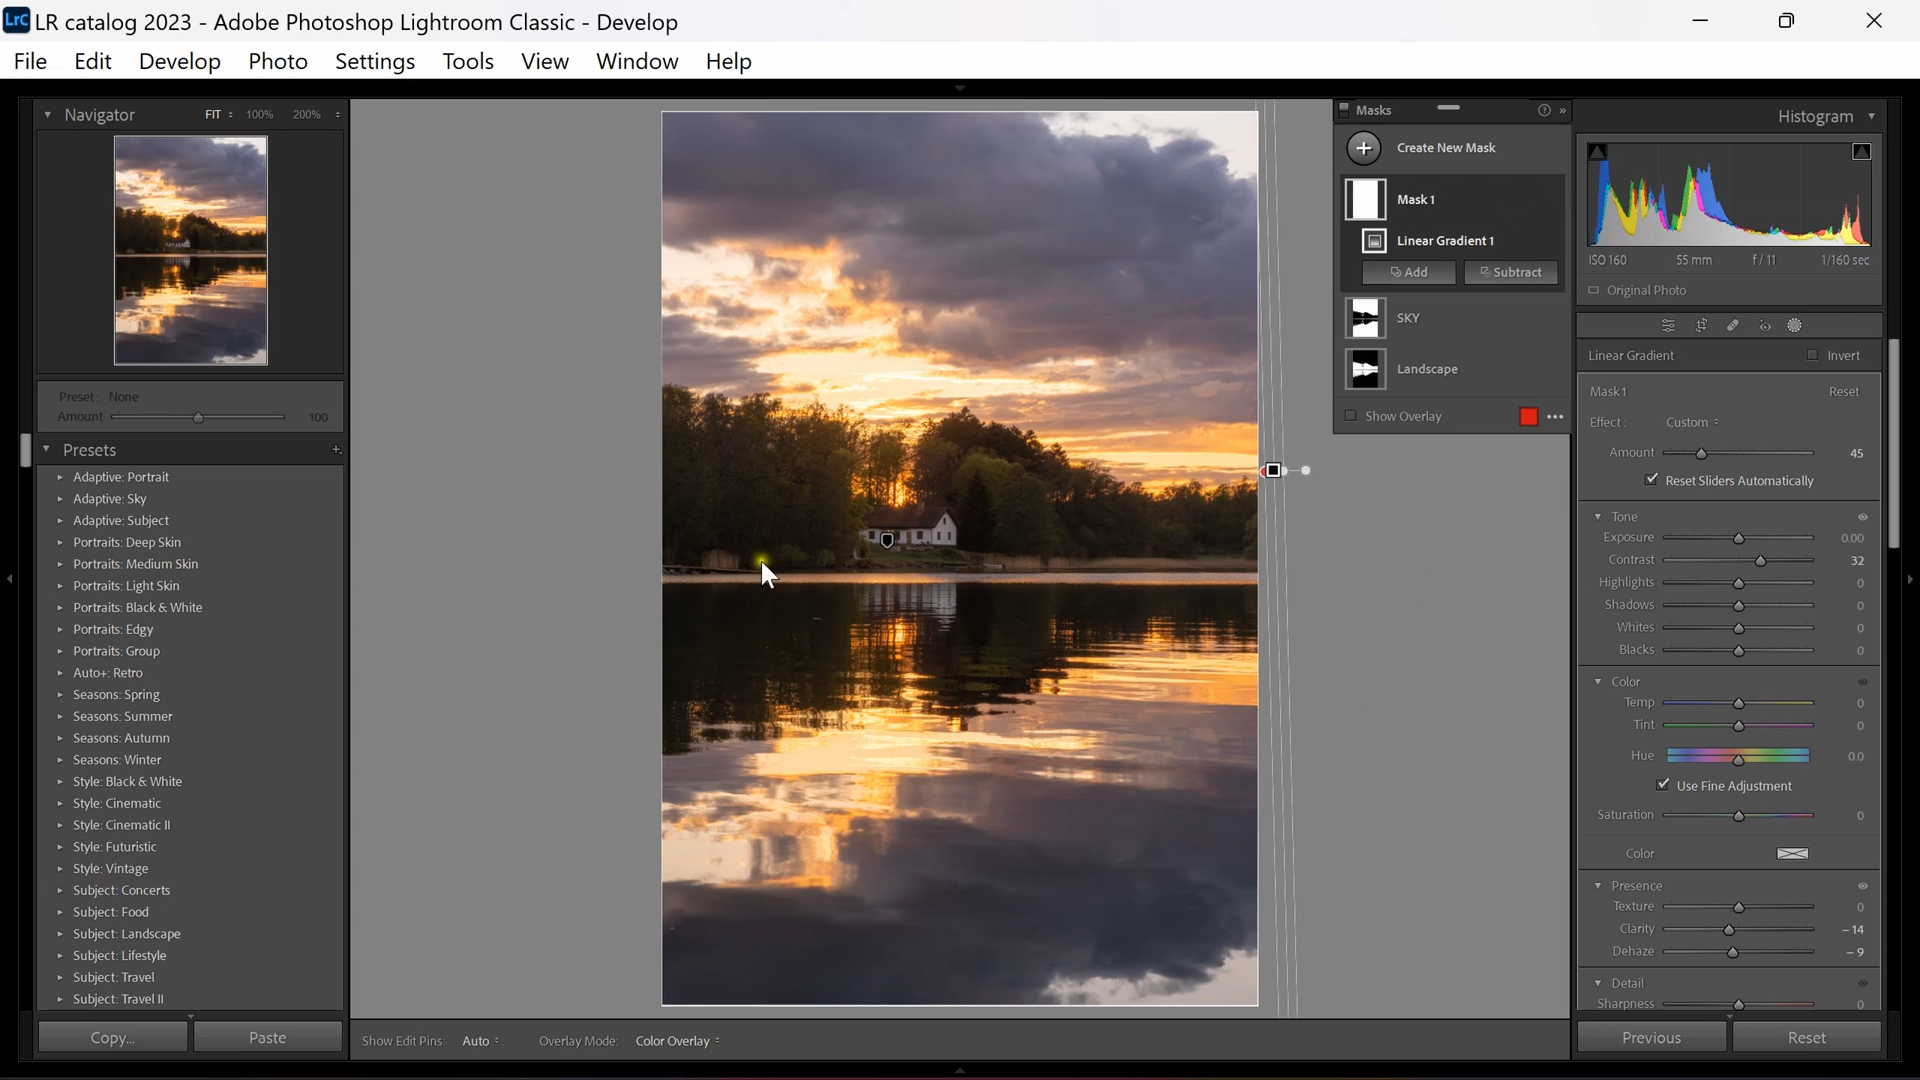 LrC LR catalog 2023 - Adobe Photoshop Lightroom Classic - Develop
File Edit Develop Photo Settings Tools View Window Help
Navigator FIT 100% 200%
Preset: None
Amount 100
Presets
Adaptive: Portrait
Adaptive: Sky
Adaptive: Subject
Portraits: Deep Skin
Portraits: Medium Skin
Portraits: Light Skin
Portraits: Black & White
Portraits: Edgy
Portraits: Group
Auto+: Retro
Seasons: Spring
Seasons: Summer
Seasons: Autumn
Seasons: Winter
Style: Black & White
Style: Cinematic
Style: Cinematic II
Style: Futuristic
Style: Vintage
Subject: Concerts
Subject: Food
Subject: Landscape
Subject: Lifestyle
Subject: Travel
Subject: Travel II
Copy... Paste
Show Edit Pins: Auto Overlay Mode: Color Overlay
Masks
Create New Mask
Mask 1
Linear Gradient 1
Add Subtract
SKY
Landscape
Show Overlay
Histogram
ISO 160 55 mm f / 11 1/160 sec
Original Photo
Linear Gradient Invert
Mask 1 Reset
Effect: Custom
Amount 45
Reset Sliders Automatically
Tone
Exposure 0.00
Contrast 32
Highlights 0
Shadows 0
Whites 0
Blacks 0
Color
Temp 0
Tint 0
Hue 0.0
Use Fine Adjustment
Saturation 0
Color
Presence
Texture 0
Clarity -14
Dehaze -9
Detail
Sharpness 0
Previous Reset